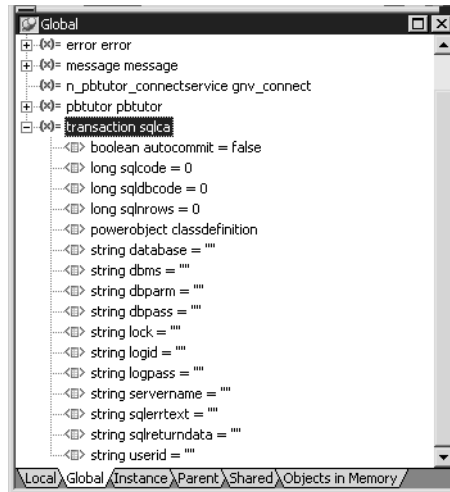 Global
error error
message message
n_pbtutor_connectservice gnv_connect
pbtutor pbtutor
transaction sqlca
boolean autocommit = false
long sqlcode = 0
long sqldbcode = 0
long sqlnrows = 0
powerobject classdefinition
string database = ""
string dbms = ""
string dbparm = ""
string dbpass = ""
string lock = ""
string logid = ""
string logpass = ""
string servername = ""
string sqlerrtext = ""
string sqlreturndata = ""
string userid = ""
Local Global Instance Parent Shared Objects in Memory